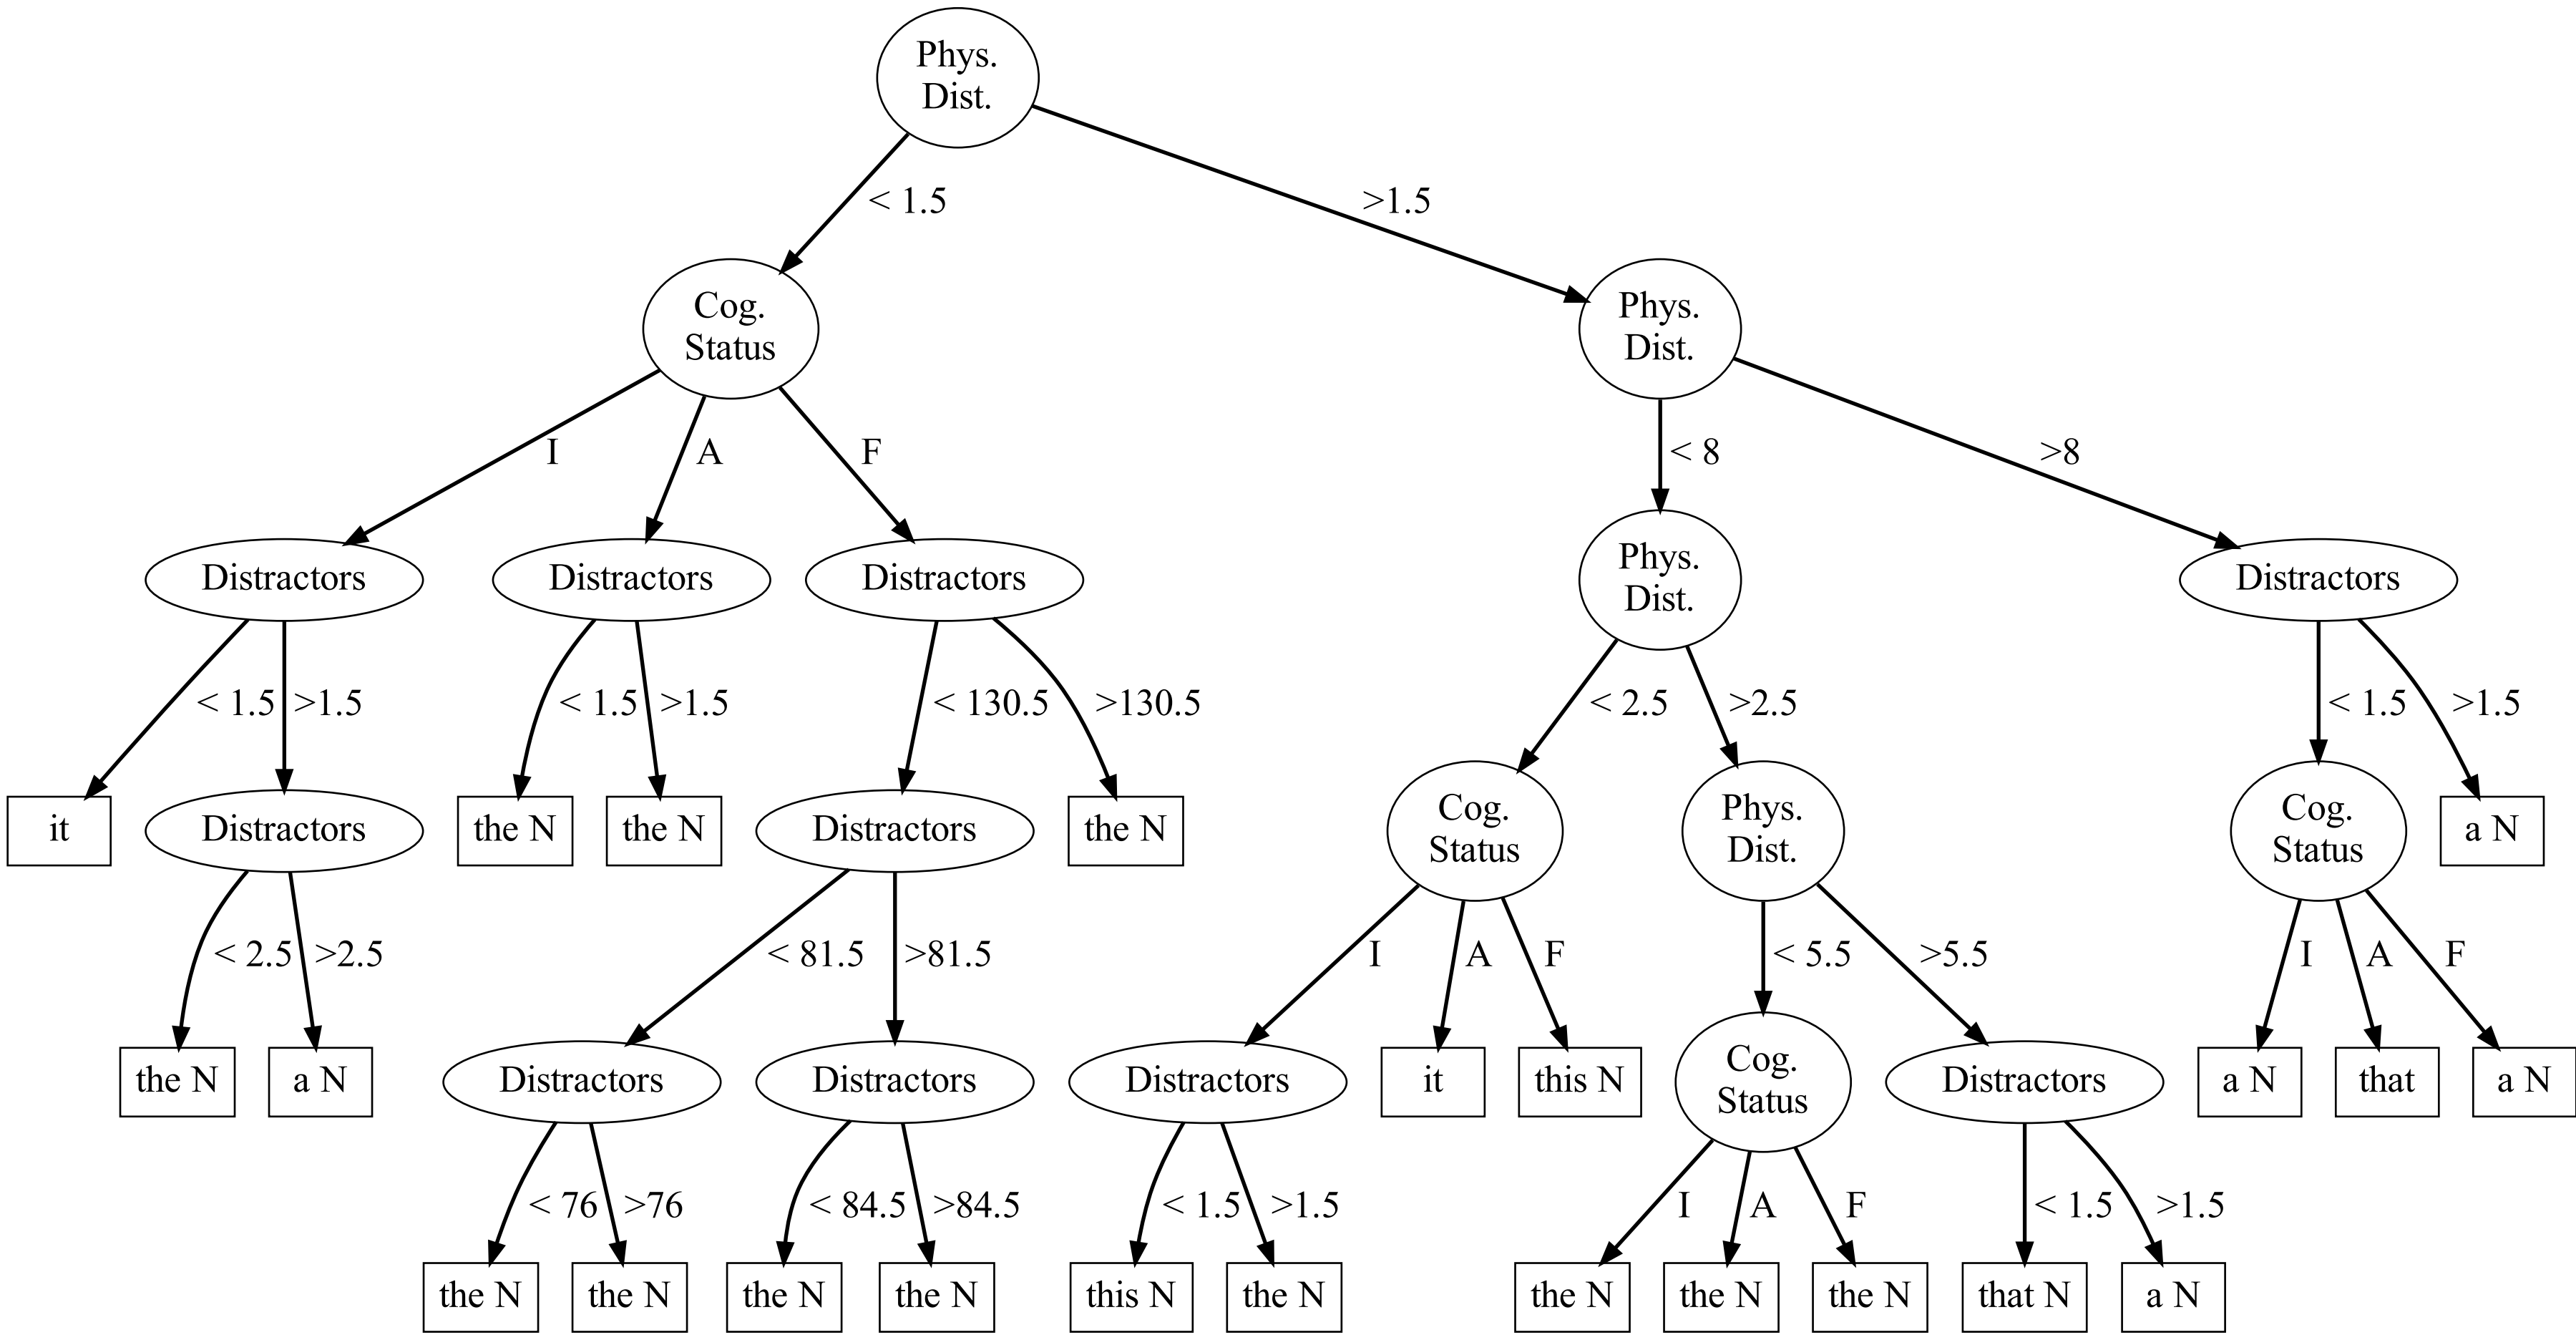 Phys.
Dist.
< 1.5
>1.5
Cog.
Status
Phys.
Dist.
I
A
F
< 8
>8
Distractors
Distractors
Distractors
Phys.
Dist.
Distractors
< 1.5
>1.5
< 1.5
>1.5
< 130.5
>130.5
< 2.5
>2.5
< 1.5
>1.5
it
Distractors
the N
the N
Distractors
the N
Cog.
Status
Phys.
Dist.
Cog.
Status
a N
< 2.5
>2.5
< 81.5
>81.5
I
A
F
< 5.5
>5.5
I
A
F
the N
a N
Distractors
Distractors
Distractors
it
this N
Cog.
Status
Distractors
a N
that
a N
< 76
>76
< 84.5
>84.5
< 1.5
>1.5
I
A
F
< 1.5
>1.5
the N
the N
the N
the N
this N
the N
the N
the N
the N
that N
a N